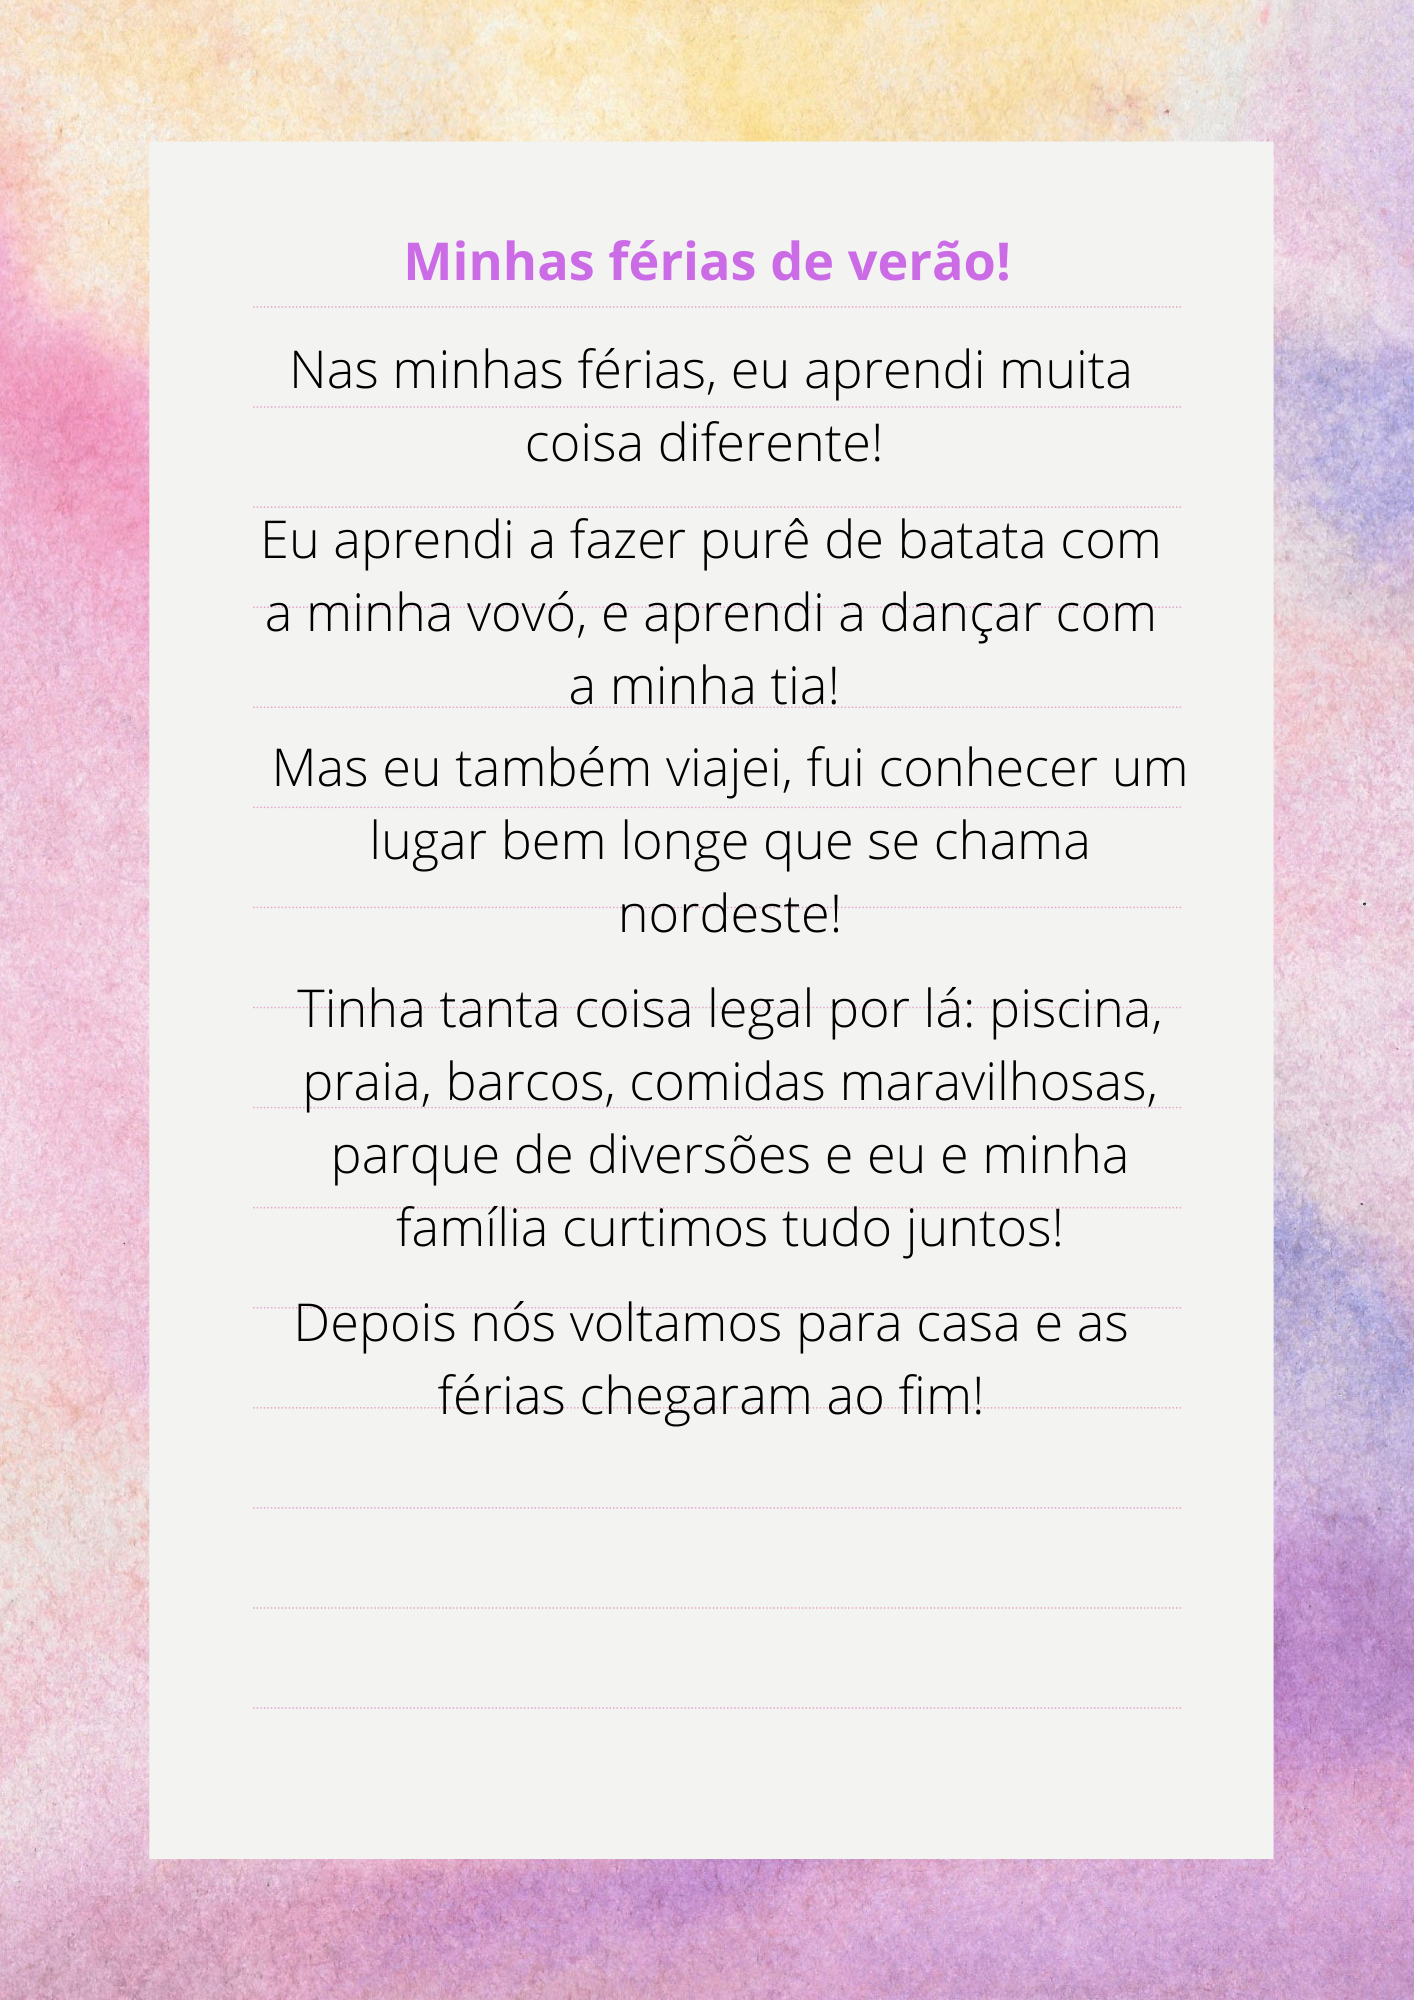 Minhas férias de verão!
Nas minhas férias, eu aprendi muita
coisa diferente!
Eu aprendi a fazer purê de batata com
a minha vovó, e aprendi a dançar com
a minha tia!
Mas eu também viajei, fui conhecer um
lugar bem longe que se chama
nordeste!
Tinha tanta coisa legal por lá: piscina,
praia, barcos, comidas maravilhosas,
parque de diversões e eu e minha
família curtimos tudo juntos!
Depois nós voltamos para casa e as
férias chegaram ao fim!